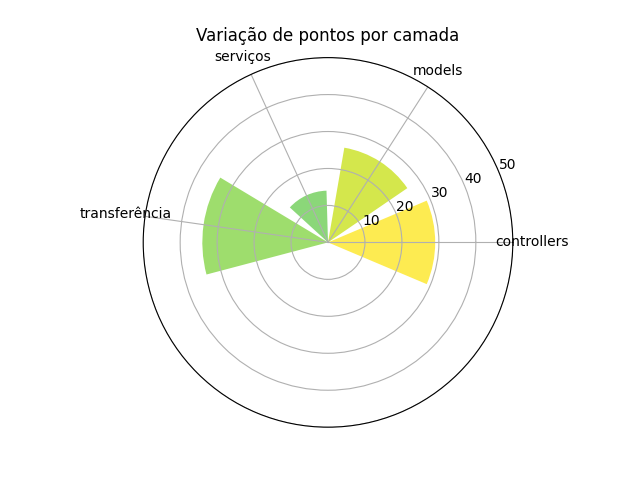 Variação de pontos por camada
serviços
models
50
40
30
20
10
transferência
controllers